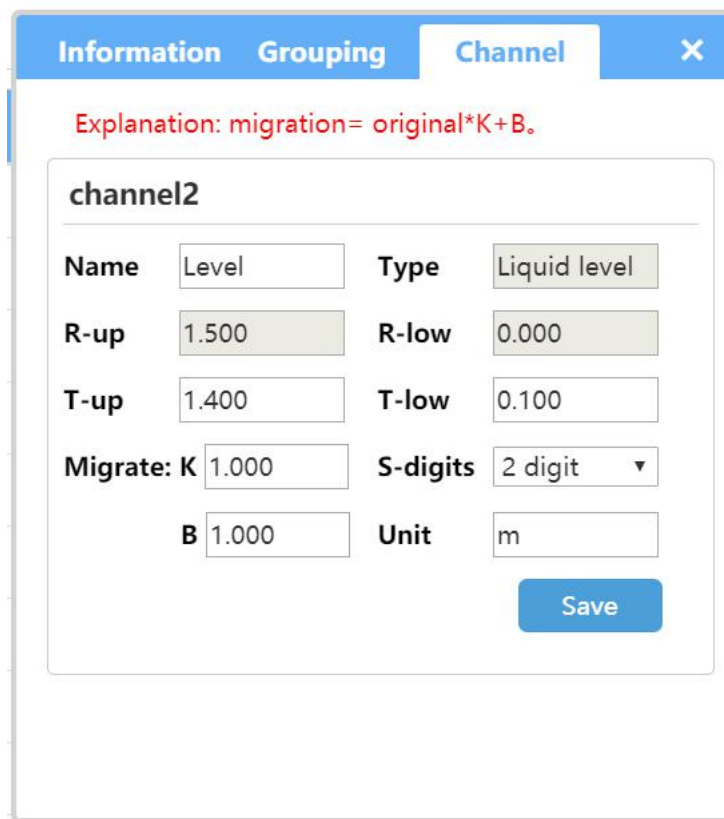 Information Grouping Channel ×
Explanation: migration= original*K+B。
channel2
Name Level Type Liquid level
R-up 1.500 R-low 0.000
T-up 1.400 T-low 0.100
Migrate: K 1.000 S-digits 2 digit ▼
B 1.000 Unit m
Save